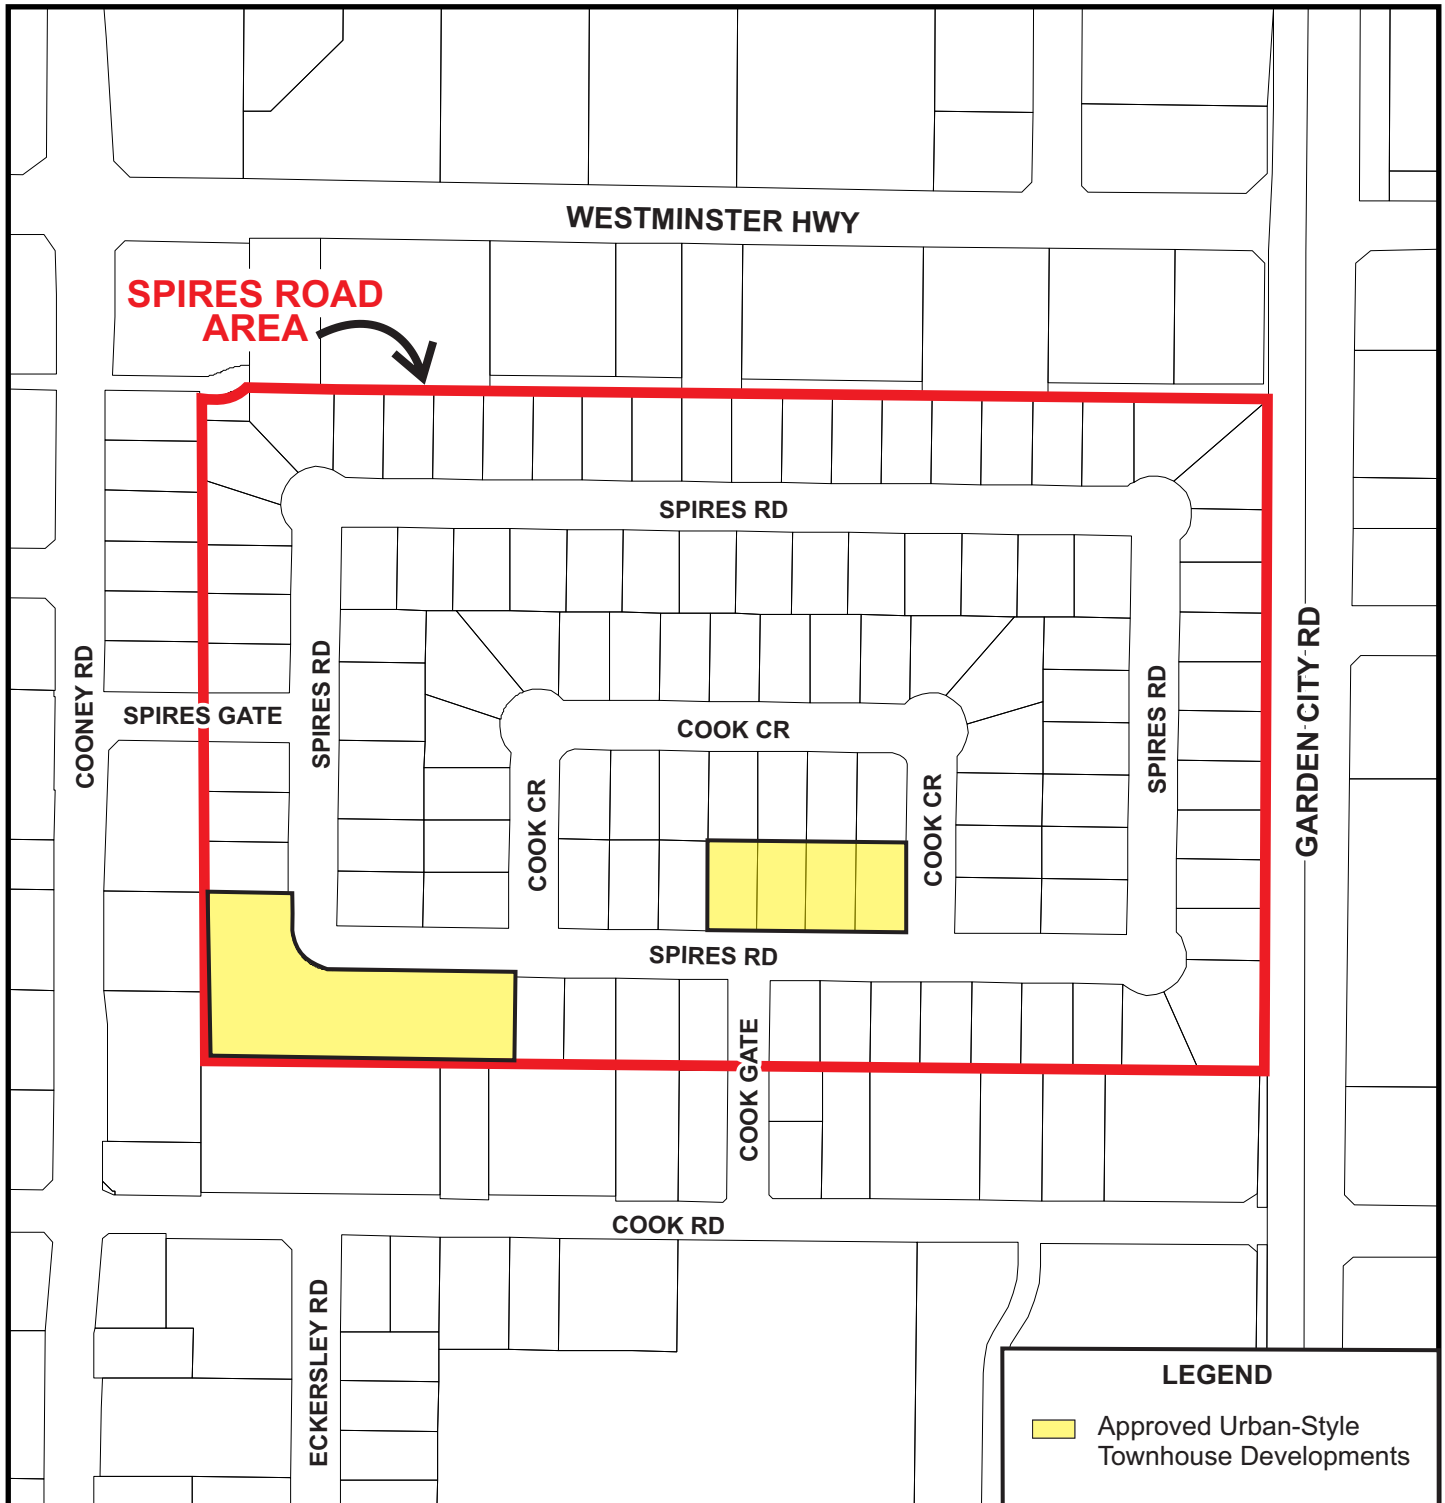 WESTMINSTER HWY
SPIRES ROAD
AREA
SPIRES RD
COONEY RD
SPIRES GATE
SPIRES RD
COOK CR
COOK CR
COOK CR
SPIRES RD
GARDEN CITY RD
SPIRES RD
COOK GATE
COOK RD
ECKERSLEY RD
LEGEND
Approved Urban-Style
Townhouse Developments